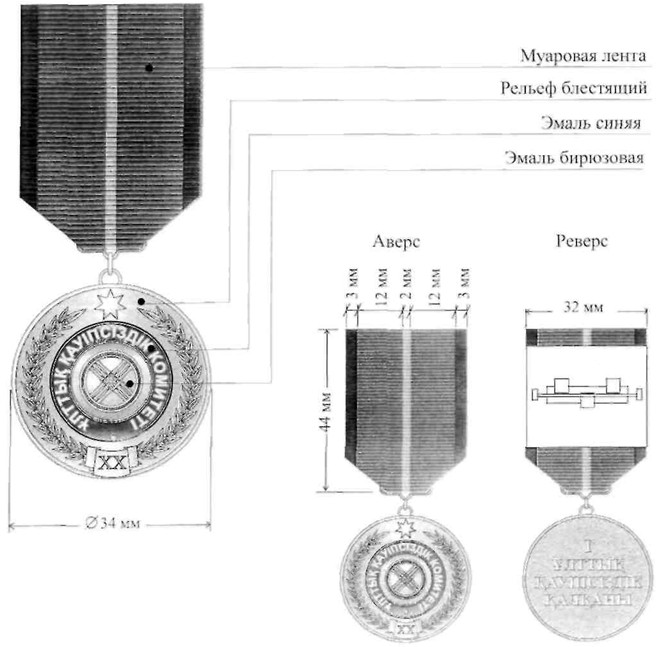 Муаровая лента
Рельеф блестящий
Эмаль синяя
Эмаль бирюзовая
Аверс
Реверс
3 мм
12 мм
2 мм
12 мм
3 мм
32 мм
44 мм
ҰЛТТЫҚ ҚАУІПСІЗДІК КОМИТЕТІ
XX
Ø 34 мм
ҰЛТТЫҚ ҚАУІПСІЗДІК КОМИТЕТІ
XX
I
ҰЛТТЫҚ
ҚАУІПСІЗДІК
ҚАЛҚАНЫ